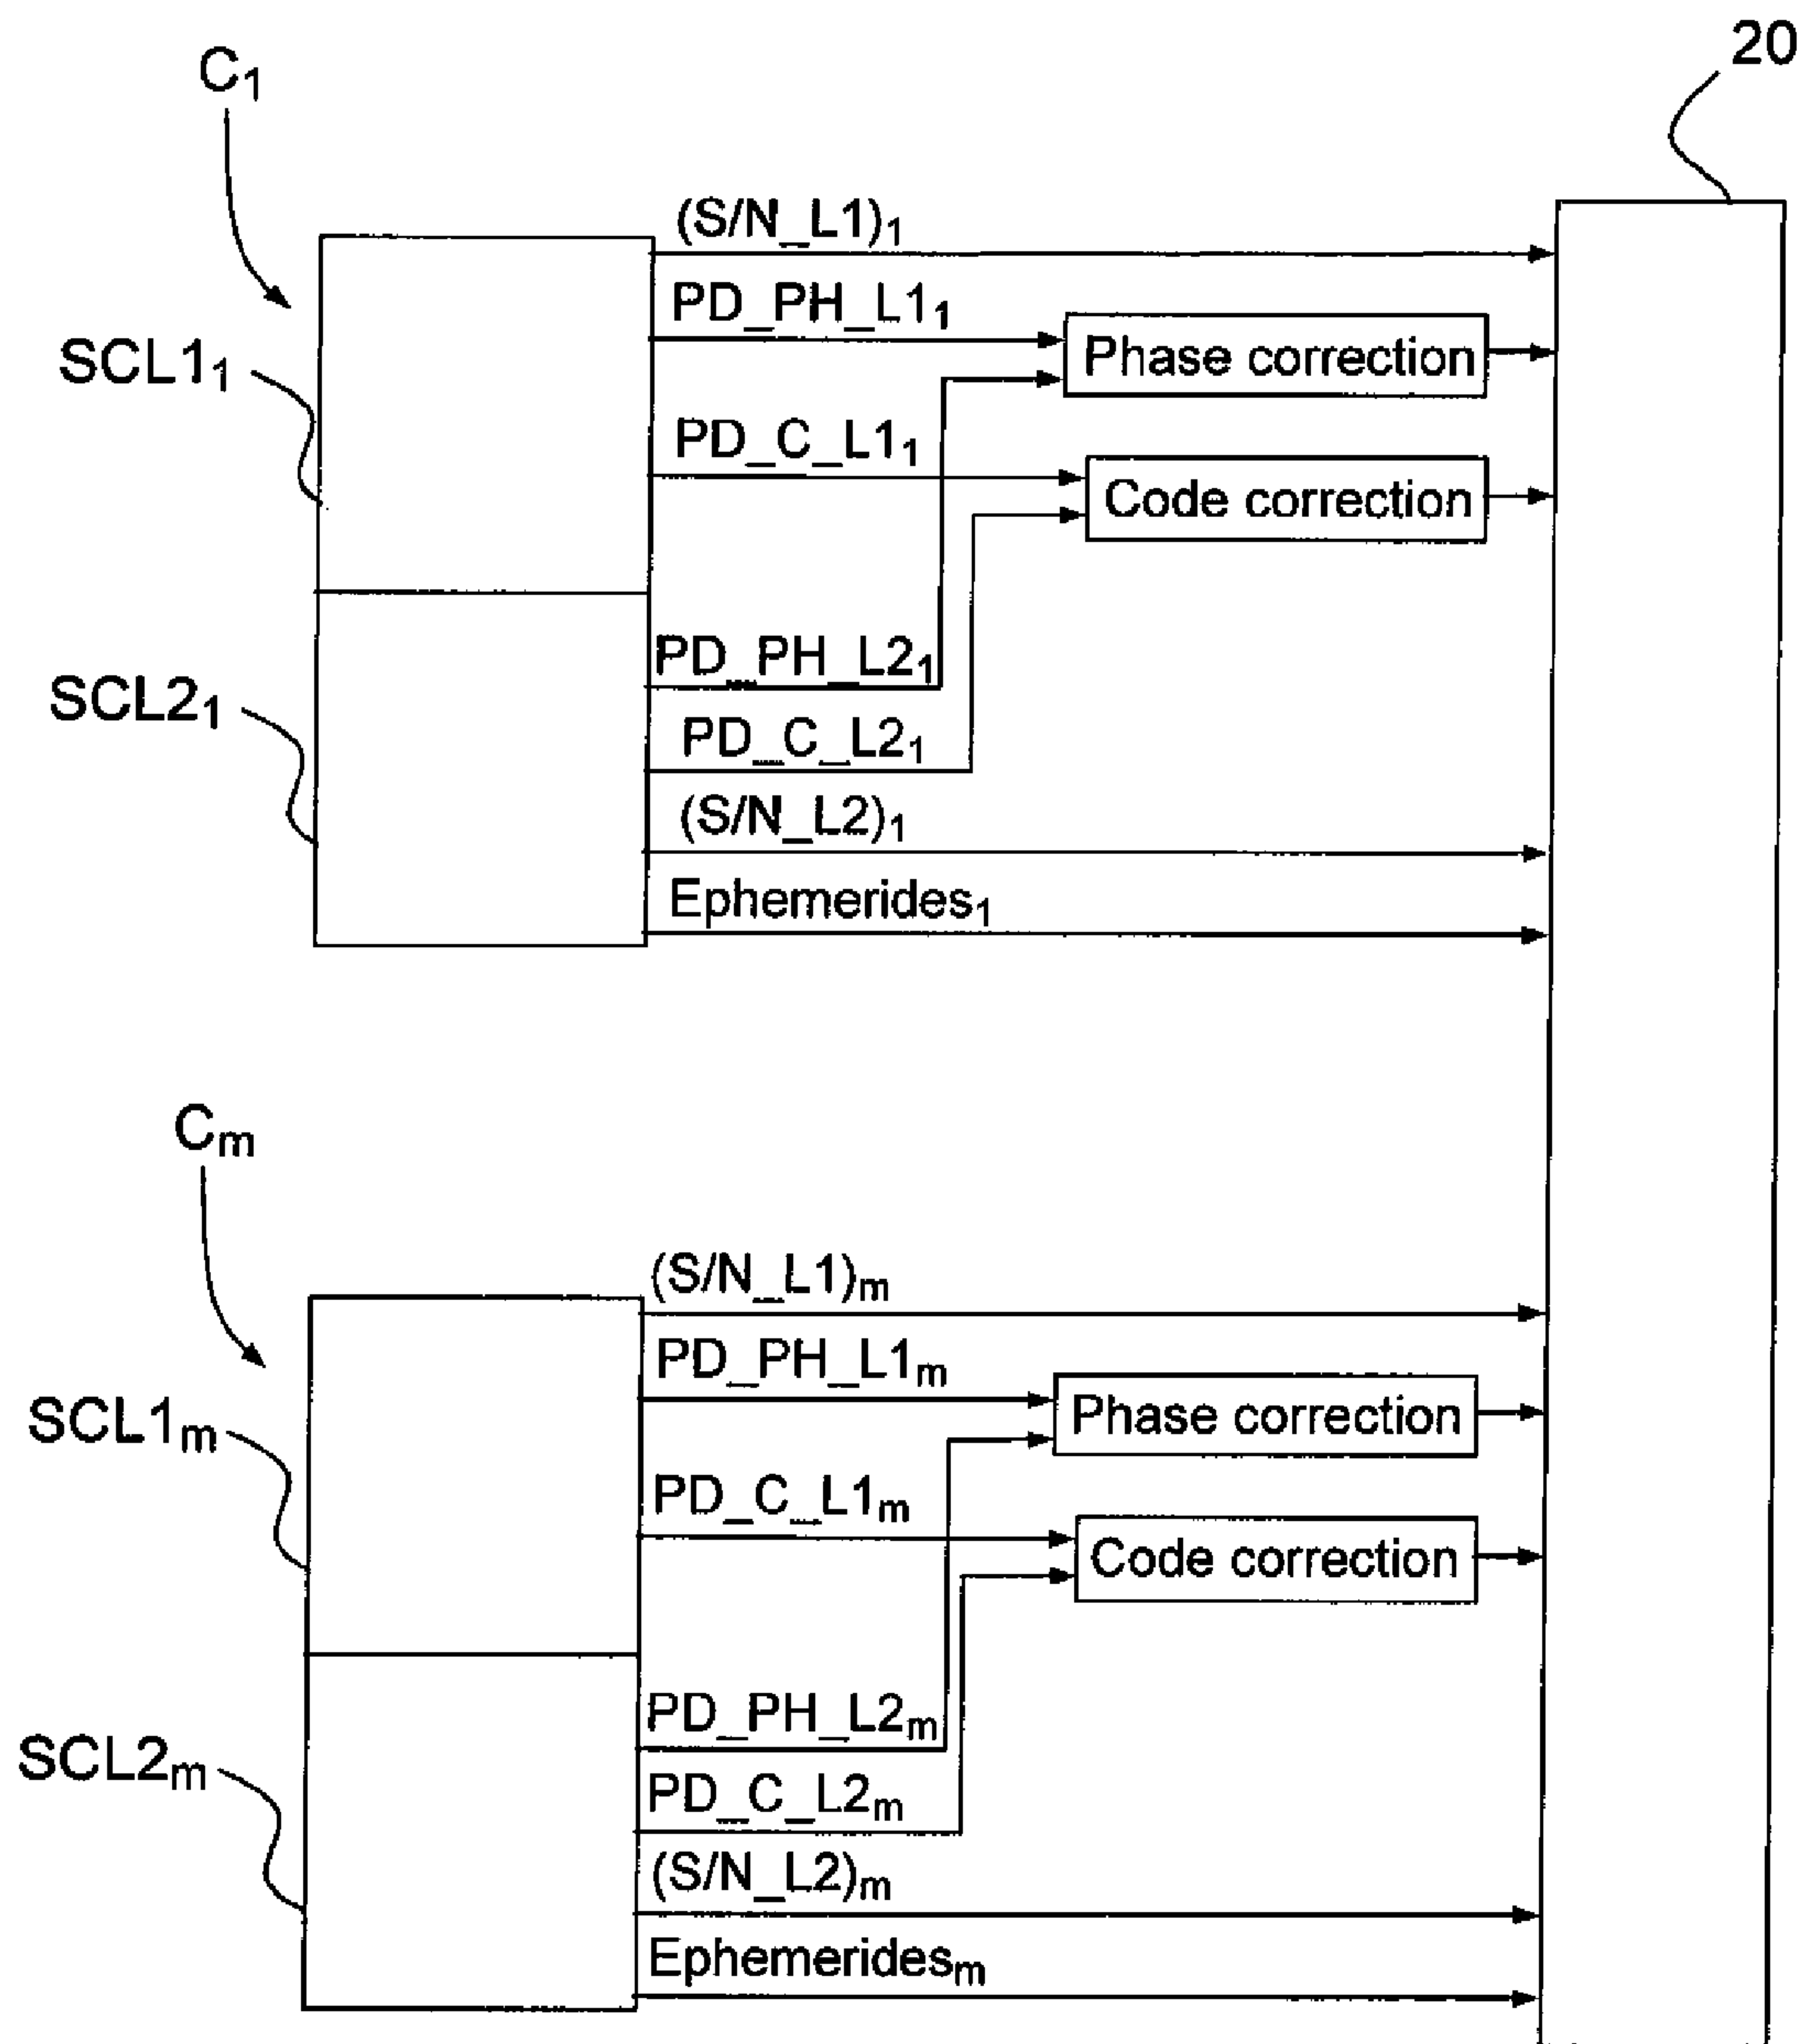 20
C₁
(S/N_L1)₁
PD_PH_L1₁
Phase correction
SCL1₁
PD_C_L1₁
Code correction
PD_PH_L2₁
SCL2₁
PD_C_L2₁
(S/N_L2)₁
Ephemerides₁
Cₘ
(S/N_L1)ₘ
PD_PH_L1ₘ
Phase correction
SCL1ₘ
PD_C_L1ₘ
Code correction
PD_PH_L2ₘ
SCL2ₘ
PD_C_L2ₘ
(S/N_L2)ₘ
Ephemeridesₘ